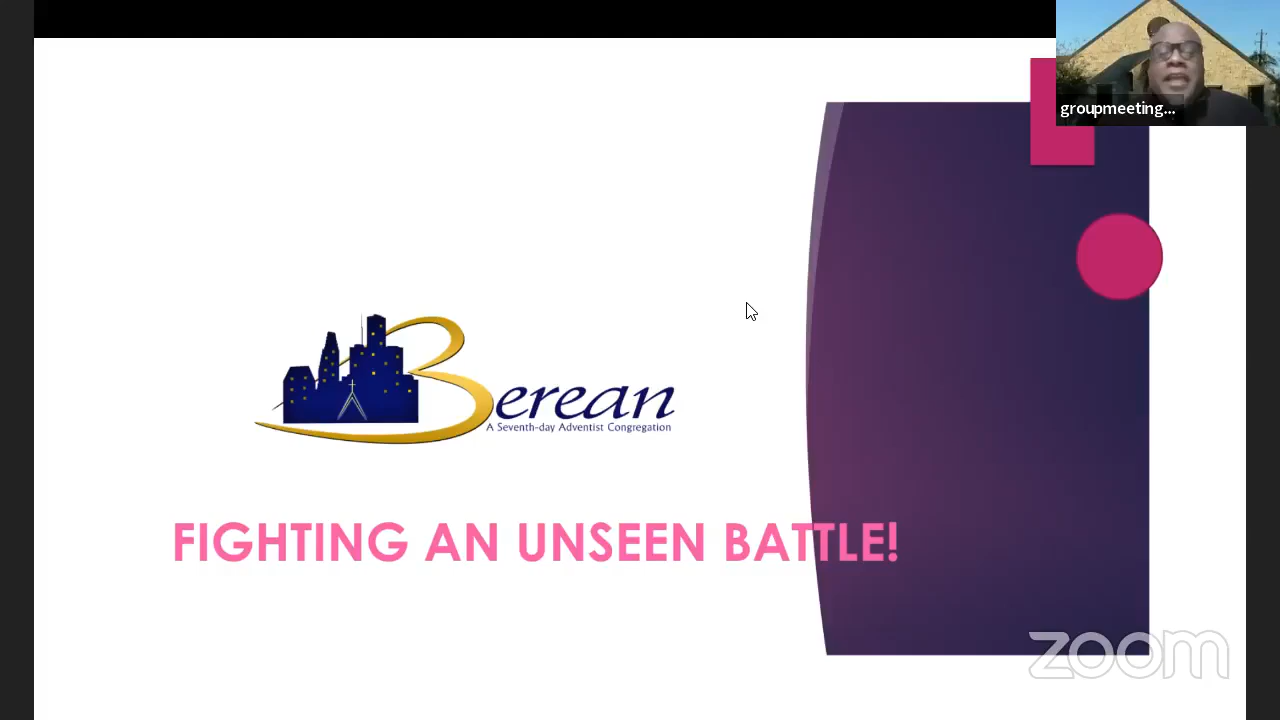 groupmeeting...
Berean
A Seventh-day Adventist Congregation
FIGHTING AN UNSEEN BATTLE!
zoom